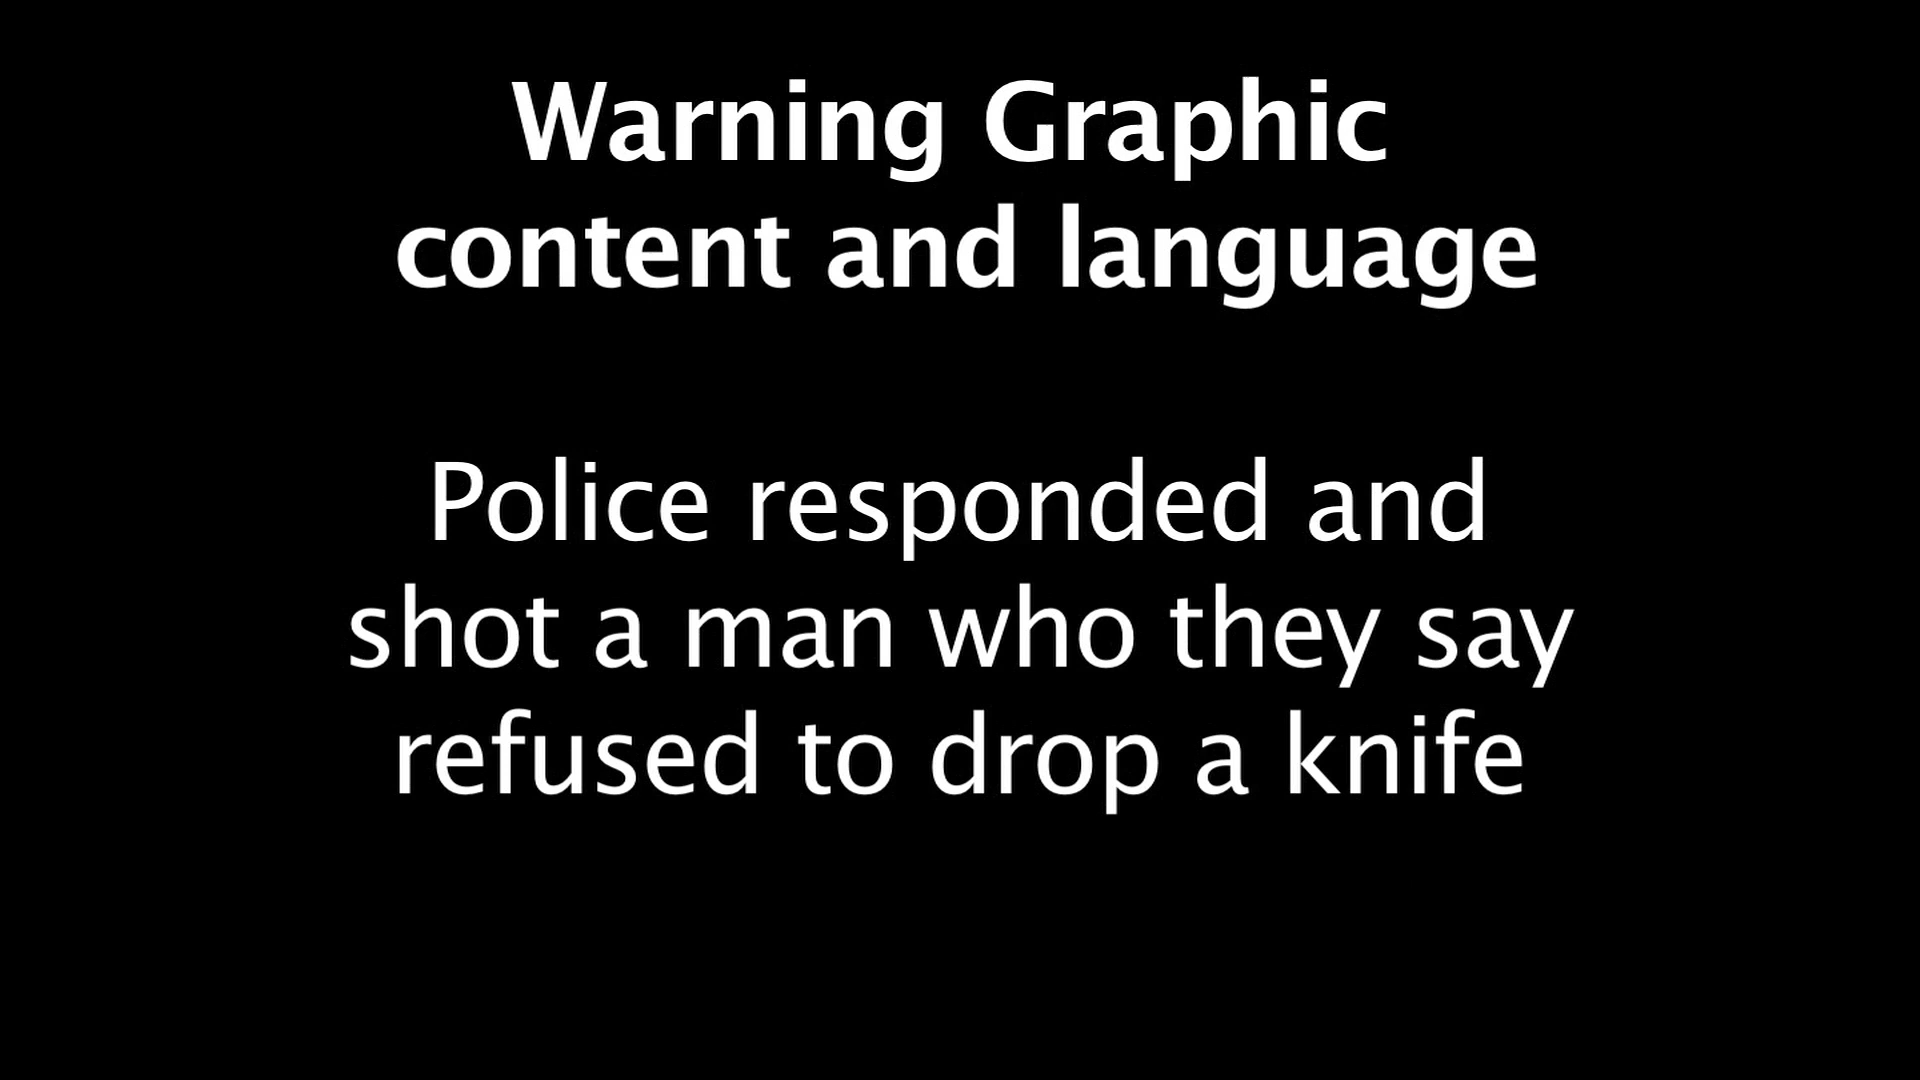 Warning Graphic
content and language
Police responded and
shot a man who they say
refused to drop a knife